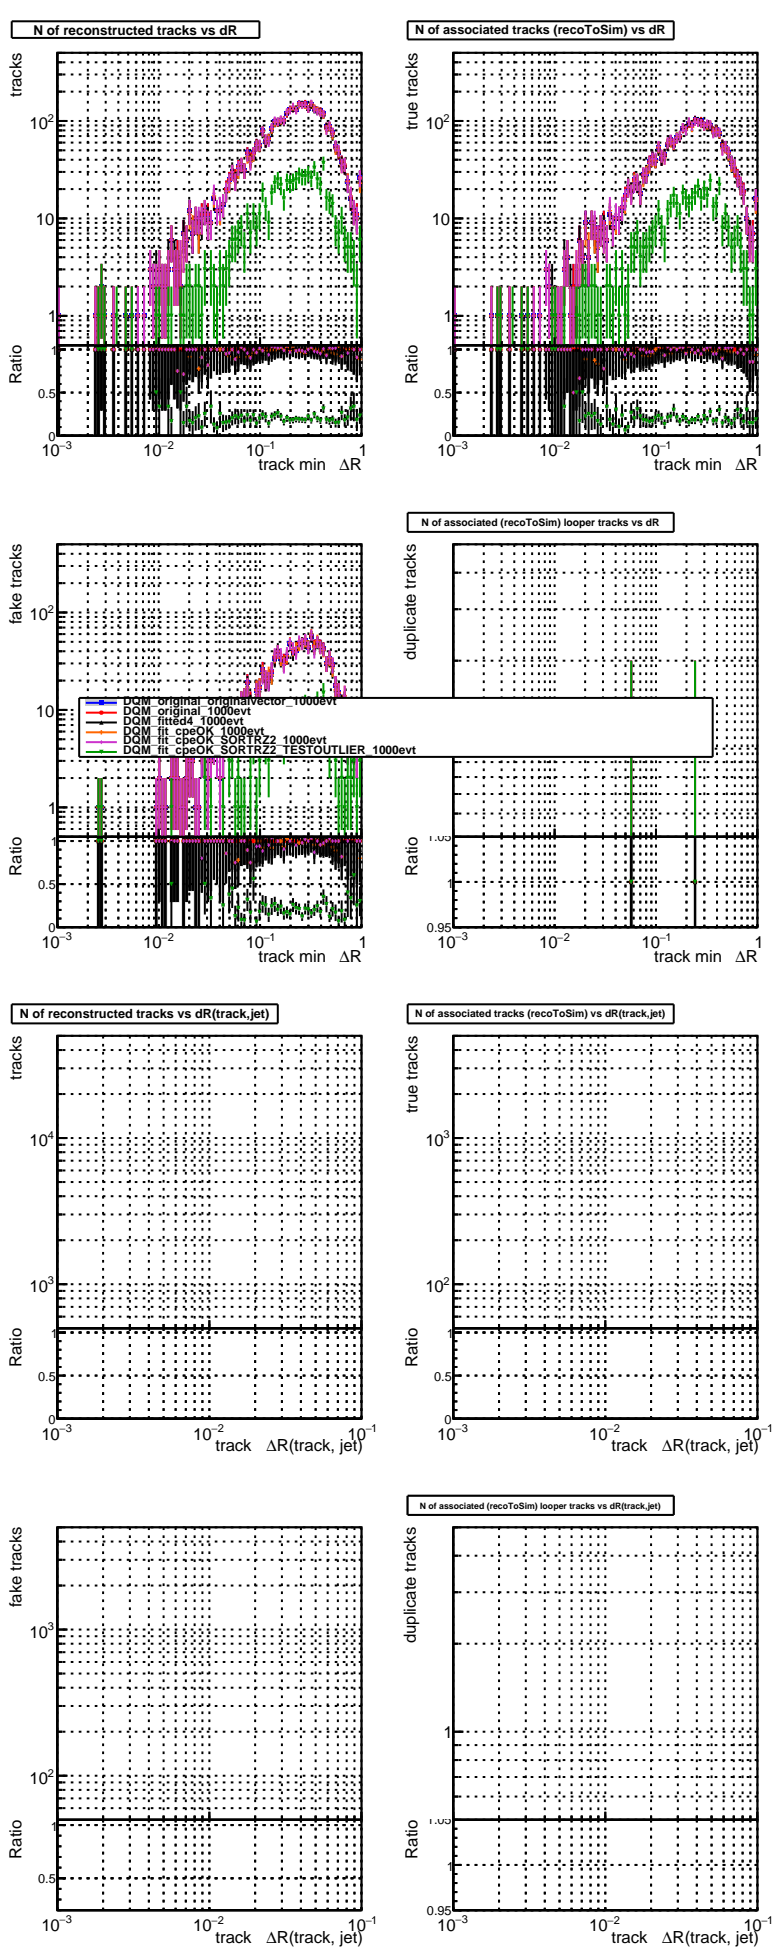 N of reconstructed tracks vs dR
tracks
10²
10
1
Ratio
1
0.5
0
10⁻³ 10⁻² 10⁻¹ 1
track min ΔR
N of associated tracks (recoToSim) vs dR
true tracks
10²
10
1
Ratio
1
0.5
0
10⁻³ 10⁻² 10⁻¹ 1
track min ΔR
fake tracks
10²
10
1
Ratio
1
0.5
0
10⁻³ 10⁻² 10⁻¹ 1
track min ΔR
N of associated (recoToSim) looper tracks vs dR
duplicate tracks
Ratio
1.05
1
0.95
10⁻³ 10⁻² 10⁻¹ 1
track min ΔR
DQM_original_originalvector_1000evt
DQM_original_1000evt
DQM_fitted4_1000evt
DQM_fit_cpeOK_1000evt
DQM_fit_cpeOK_SORTRZ2_1000evt
DQM_fit_cpeOK_SORTRZ2_TESTOUTLIER_1000evt
N of reconstructed tracks vs dR(track,jet)
tracks
10⁴
10³
Ratio
1
0.5
0
10⁻³ 10⁻² 10⁻¹
track ΔR(track, jet)
N of associated tracks (recoToSim) vs dR(track,jet)
true tracks
10³
10²
Ratio
1
0.5
0
10⁻³ 10⁻² 10⁻¹
track ΔR(track, jet)
fake tracks
10³
10²
Ratio
1
0.5
10⁻³ 10⁻² 10⁻¹
track ΔR(track, jet)
N of associated (recoToSim) looper tracks vs dR(track,jet)
duplicate tracks
1
Ratio
1.05
1
0.95
10⁻³ 10⁻² 10⁻¹
track ΔR(track, jet)